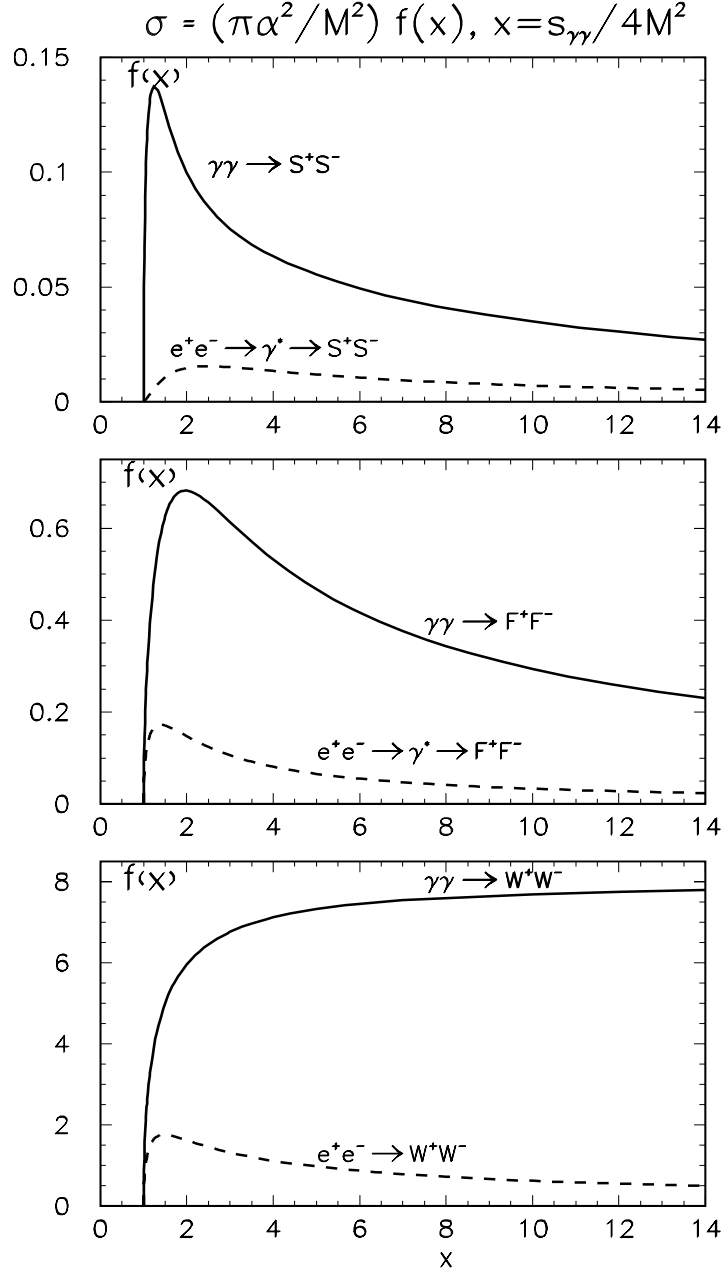 σ = (πα²/M²) f(x), x=sγγ/4M²
0.15
f(x)
γγ → S⁺S⁻
0.1
0.05
e⁺e⁻ → γ* → S⁺S⁻
0
0 2 4 6 8 10 12 14
f(x)
0.6
γγ → F⁺F⁻
0.4
0.2
e⁺e⁻ → γ* → F⁺F⁻
0
0 2 4 6 8 10 12 14
f(x)
γγ → W⁺W⁻
8
6
4
2
e⁺e⁻ → W⁺W⁻
0
0 2 4 6 8 10 12 14
x